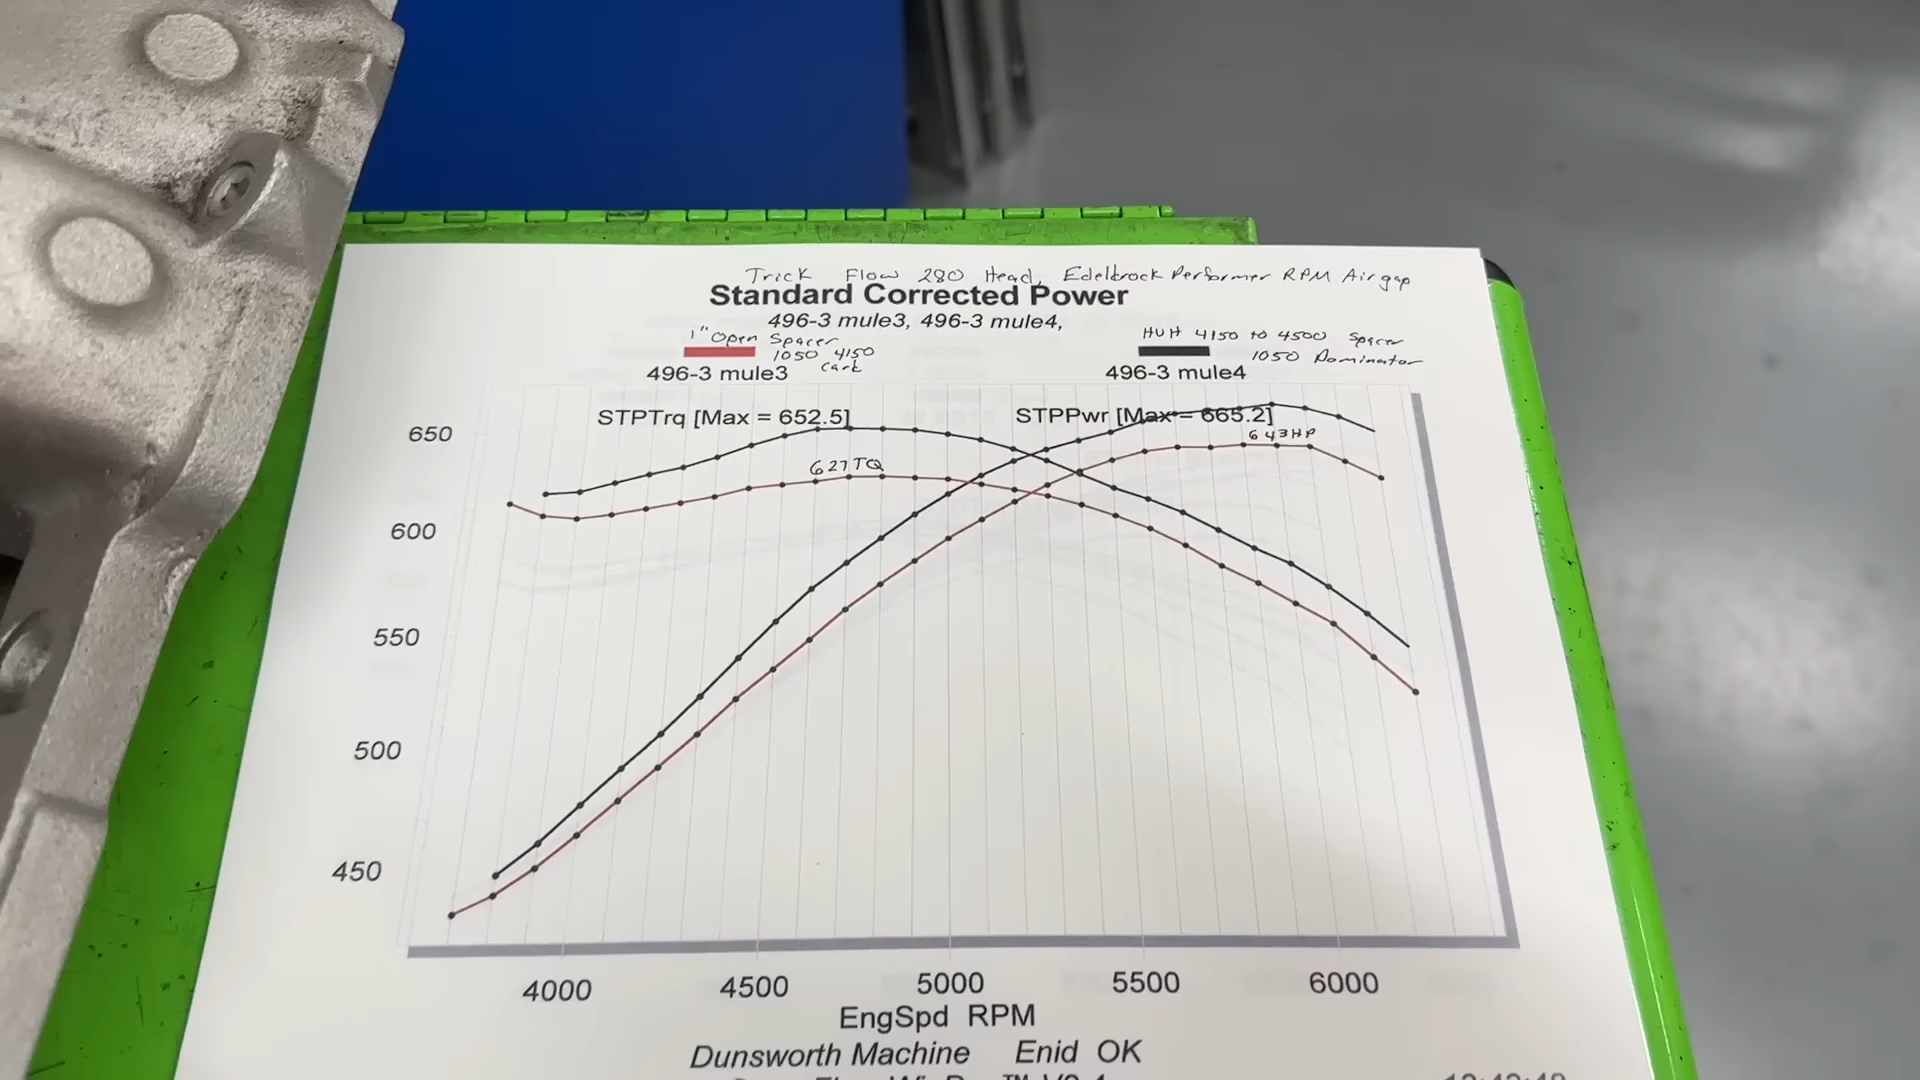 Trick Flow 280 Head, Edelbrock Performer RPM Airgap
Standard Corrected Power
496-3 mule3, 496-3 mule4,
1" Open Spacer
1050 4150
Carb
496-3 mule3
HVH 4150 to 4500 Spacer
1050 Dominator
496-3 mule4
STPTrq [Max = 652.5]
STPPwr [Max = 665.2]
643HP
627TQ
650
600
550
500
450
4000 4500 5000 5500 6000
EngSpd RPM
Dunsworth Machine Enid OK